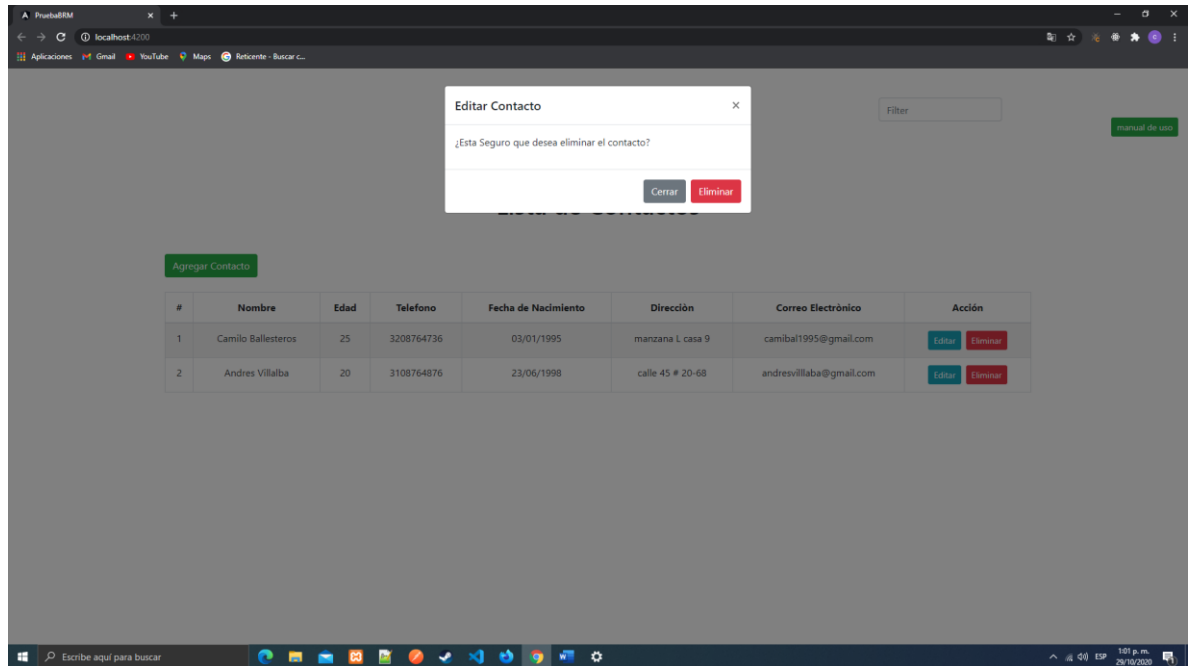 PruebaBRM
localhost:4200
Aplicaciones Gmail YouTube Maps Reticente - Buscar c...
Editar Contacto
Filter
manual de uso
¿Esta Seguro que desea eliminar el contacto?
Cerrar Eliminar
Lista de Contactos
Agregar Contacto
# Nombre Edad Telefono Fecha de Nacimiento Direcciòn Correo Electrònico Acción
1 Camilo Ballesteros 25 3208764736 03/01/1995 manzana L casa 9 camibal1995@gmail.com Editar Eliminar
2 Andres Villalba 20 3108764876 23/06/1998 calle 45 # 20-68 andresvilllaba@gmail.com Editar Eliminar
Escribe aquí para buscar
ESP
1:01 p. m.
29/10/2020